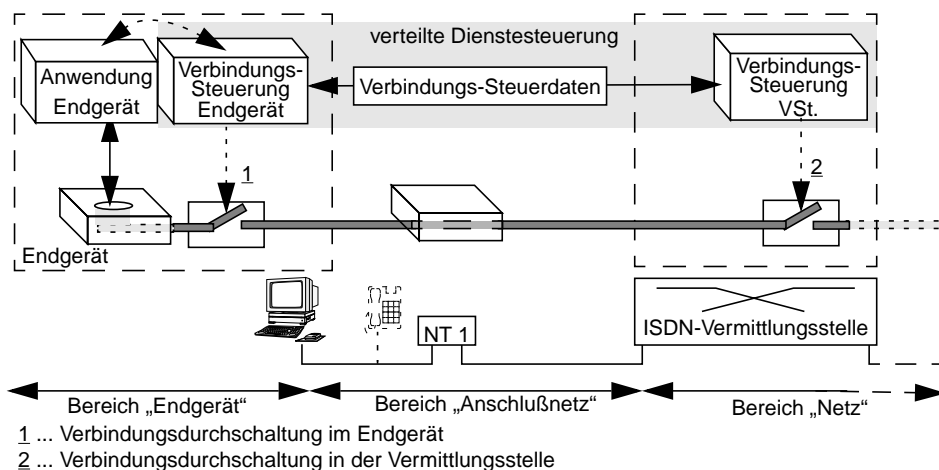 verteilte Dienstesteuerung
Anwendung
Endgerät
Verbindungs-
Steuerung
Endgerät
Verbindungs-Steuerdaten
Verbindungs-
Steuerung
VSt.
1
2
Endgerät
NT 1
ISDN-Vermittlungsstelle
Bereich „Endgerät“
Bereich „Anschlußnetz“
Bereich „Netz“
1 ... Verbindungsdurchschaltung im Endgerät
2 ... Verbindungsdurchschaltung in der Vermittlungsstelle